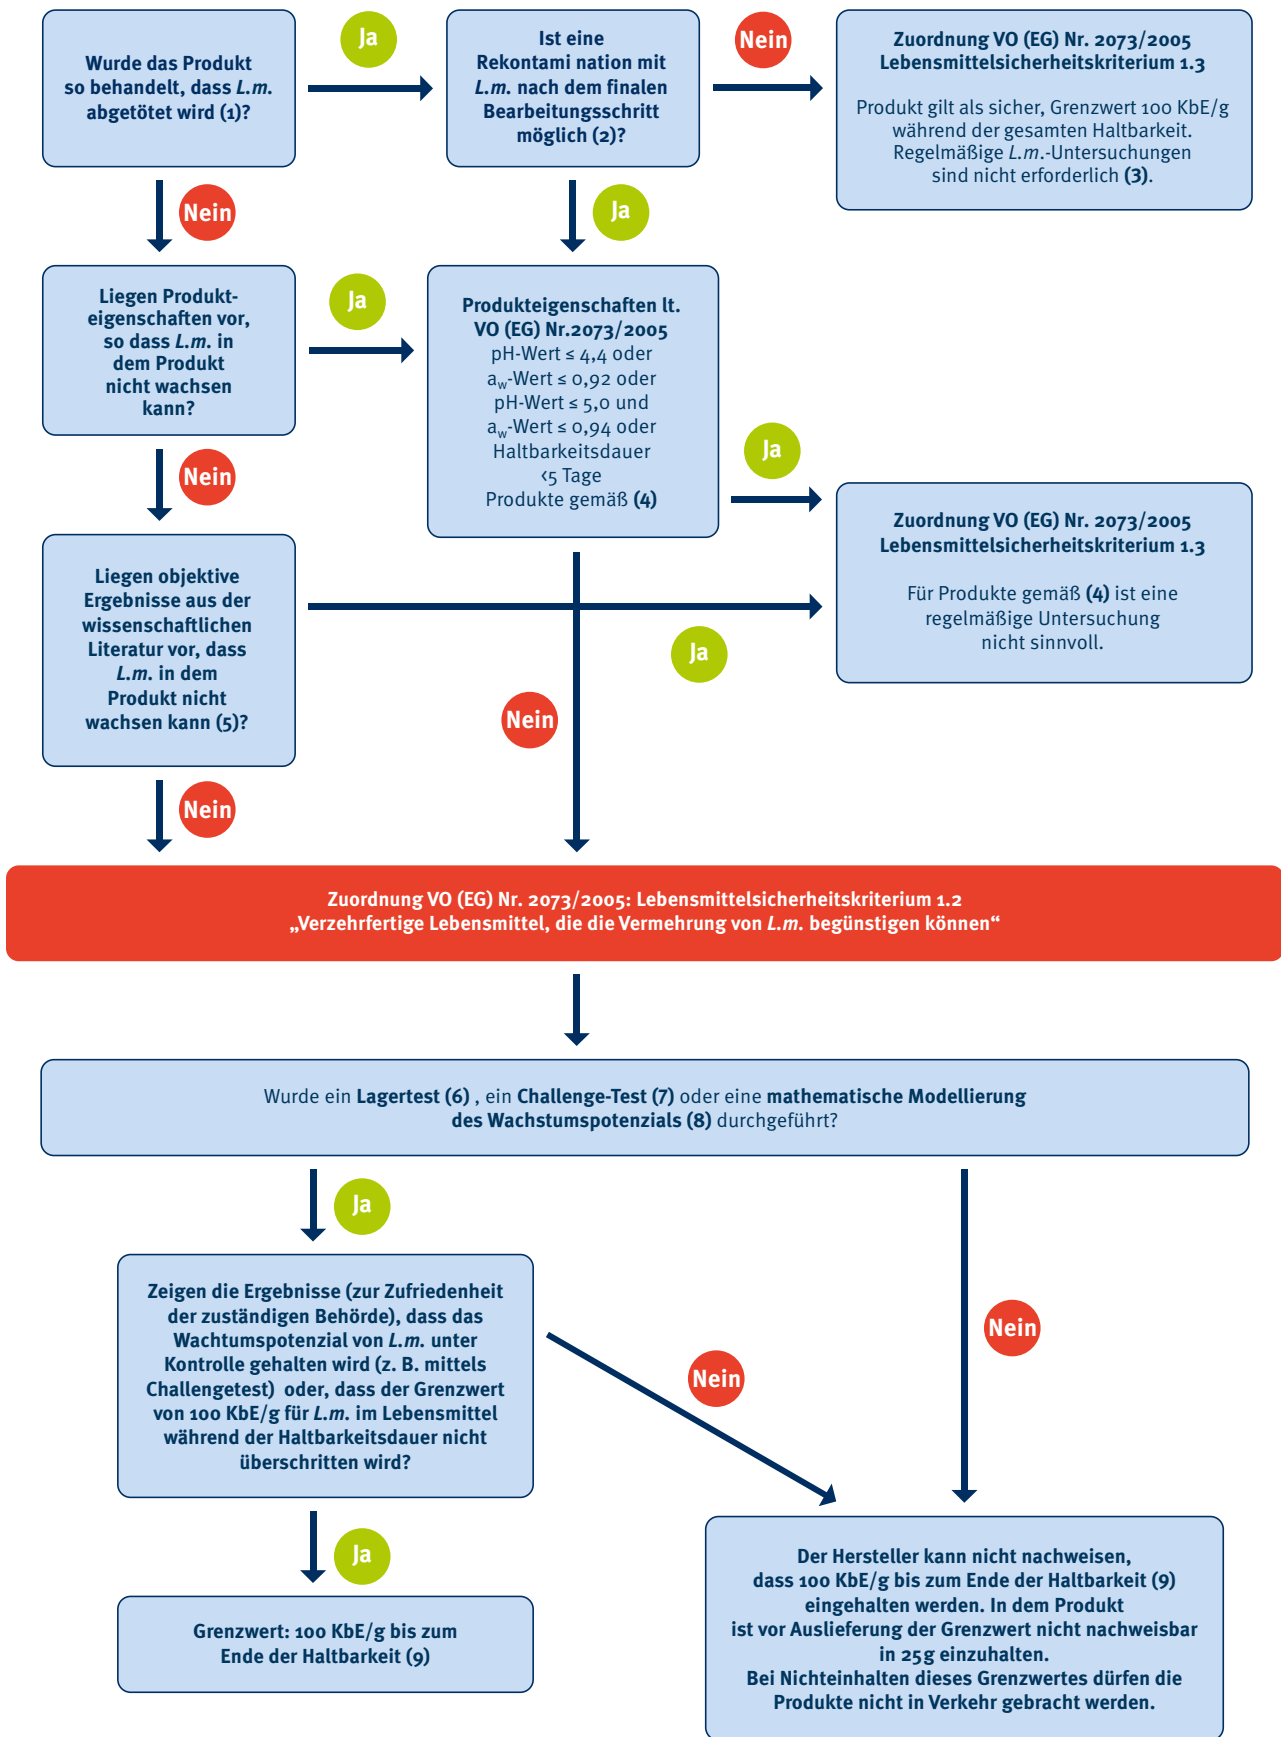 Wurde das Produkt
so behandelt, dass L.m.
abgetötet wird (1)?
Ja
Ist eine
Rekontami nation mit
L.m. nach dem finalen
Bearbeitungsschritt
möglich (2)?
Nein
Zuordnung VO (EG) Nr. 2073/2005
Lebensmittelsicherheitskriterium 1.3
Produkt gilt als sicher, Grenzwert 100 KbE/g
während der gesamten Haltbarkeit.
Regelmäßige L.m.-Untersuchungen
sind nicht erforderlich (3).
Nein
Ja
Liegen Produkt-
eigenschaften vor,
so dass L.m. in
dem Produkt
nicht wachsen
kann?
Ja
Produkteigenschaften lt.
VO (EG) Nr.2073/2005
pH-Wert ≤ 4,4 oder
aw-Wert ≤ 0,92 oder
pH-Wert ≤ 5,0 und
aw-Wert ≤ 0,94 oder
Haltbarkeitsdauer
<5 Tage
Produkte gemäß (4)
Ja
Nein
Zuordnung VO (EG) Nr. 2073/2005
Lebensmittelsicherheitskriterium 1.3
Für Produkte gemäß (4) ist eine
regelmäßige Untersuchung
nicht sinnvoll.
Liegen objektive
Ergebnisse aus der
wissenschaftlichen
Literatur vor, dass
L.m. in dem
Produkt nicht
wachsen kann (5)?
Ja
Nein
Nein
Zuordnung VO (EG) Nr. 2073/2005: Lebensmittelsicherheitskriterium 1.2
„Verzehrfertige Lebensmittel, die die Vermehrung von L.m. begünstigen können“
Wurde ein Lagertest (6) , ein Challenge-Test (7) oder eine mathematische Modellierung
des Wachstumspotenzials (8) durchgeführt?
Ja
Zeigen die Ergebnisse (zur Zufriedenheit
der zuständigen Behörde), dass das
Wachtumspotenzial von L.m. unter
Kontrolle gehalten wird (z. B. mittels
Challengetest) oder, dass der Grenzwert
von 100 KbE/g für L.m. im Lebensmittel
während der Haltbarkeitsdauer nicht
überschritten wird?
Nein
Nein
Ja
Grenzwert: 100 KbE/g bis zum
Ende der Haltbarkeit (9)
Der Hersteller kann nicht nachweisen,
dass 100 KbE/g bis zum Ende der Haltbarkeit (9)
eingehalten werden. In dem Produkt
ist vor Auslieferung der Grenzwert nicht nachweisbar
in 25g einzuhalten.
Bei Nichteinhalten dieses Grenzwertes dürfen die
Produkte nicht in Verkehr gebracht werden.